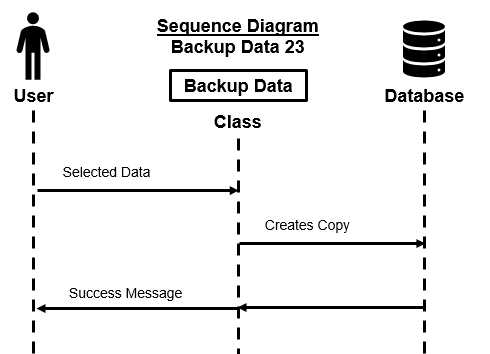 Sequence Diagram
Backup Data 23
User
Backup Data
Class
Database
Selected Data
Creates Copy
Success Message